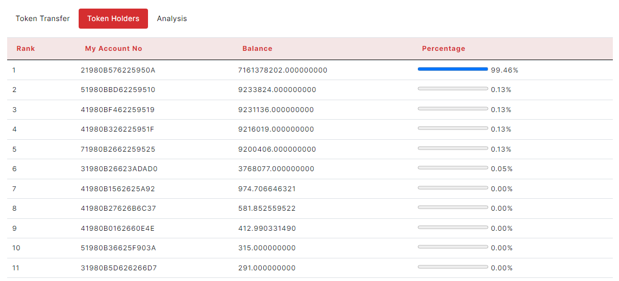 Token Transfer Token Holders Analysis
Rank My Account No Balance Percentage
1 21980B576225950A 7161378202.000000000 99.46%
2 51980BBD62259510 9233824.000000000 0.13%
3 41980BF462259519 9231136.000000000 0.13%
4 41980B326225951F 9216019.000000000 0.13%
5 71980B2662259525 9200406.000000000 0.13%
6 31980B26623ADAD0 3768077.000000000 0.05%
7 41980B1562625A92 974.706646321 0.00%
8 41980B27626B6C37 581.852559522 0.00%
9 41980B0162660E4E 412.990331490 0.00%
10 51980B36625F903A 315.000000000 0.00%
11 31980B5D626266D7 291.000000000 0.00%